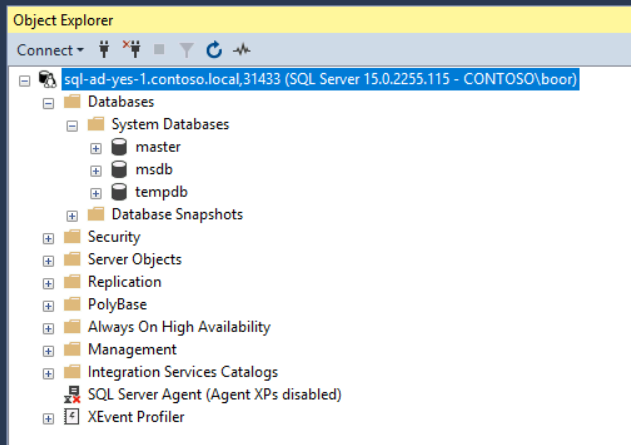 Object Explorer
Connect
sql-ad-yes-1.contoso.local,31433 (SQL Server 15.0.2255.115 - CONTOSO\boor)
Databases
System Databases
master
msdb
tempdb
Database Snapshots
Security
Server Objects
Replication
PolyBase
Always On High Availability
Management
Integration Services Catalogs
SQL Server Agent (Agent XPs disabled)
XEvent Profiler